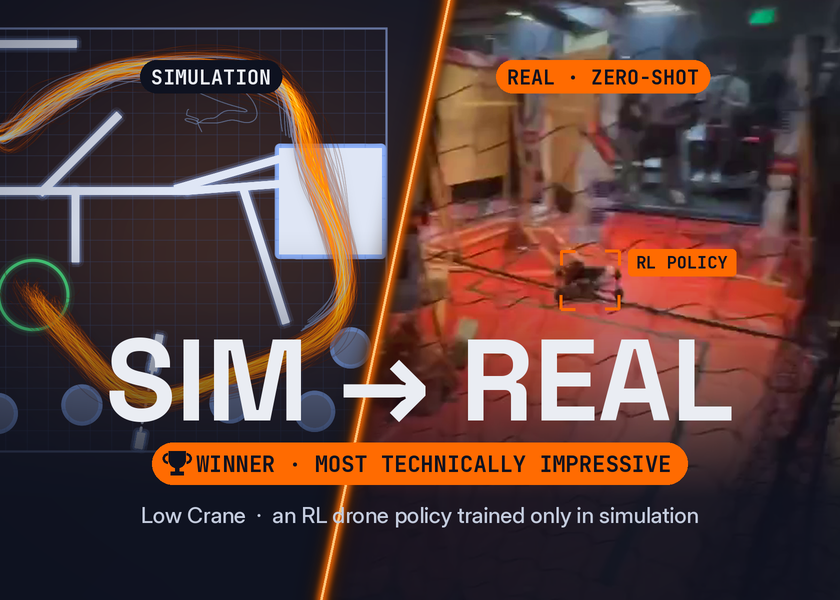 SIMULATION
REAL · ZERO-SHOT
RL POLICY
SIM → REAL
WINNER · MOST TECHNICALLY IMPRESSIVE
Low Crane · an RL drone policy trained only in simulation